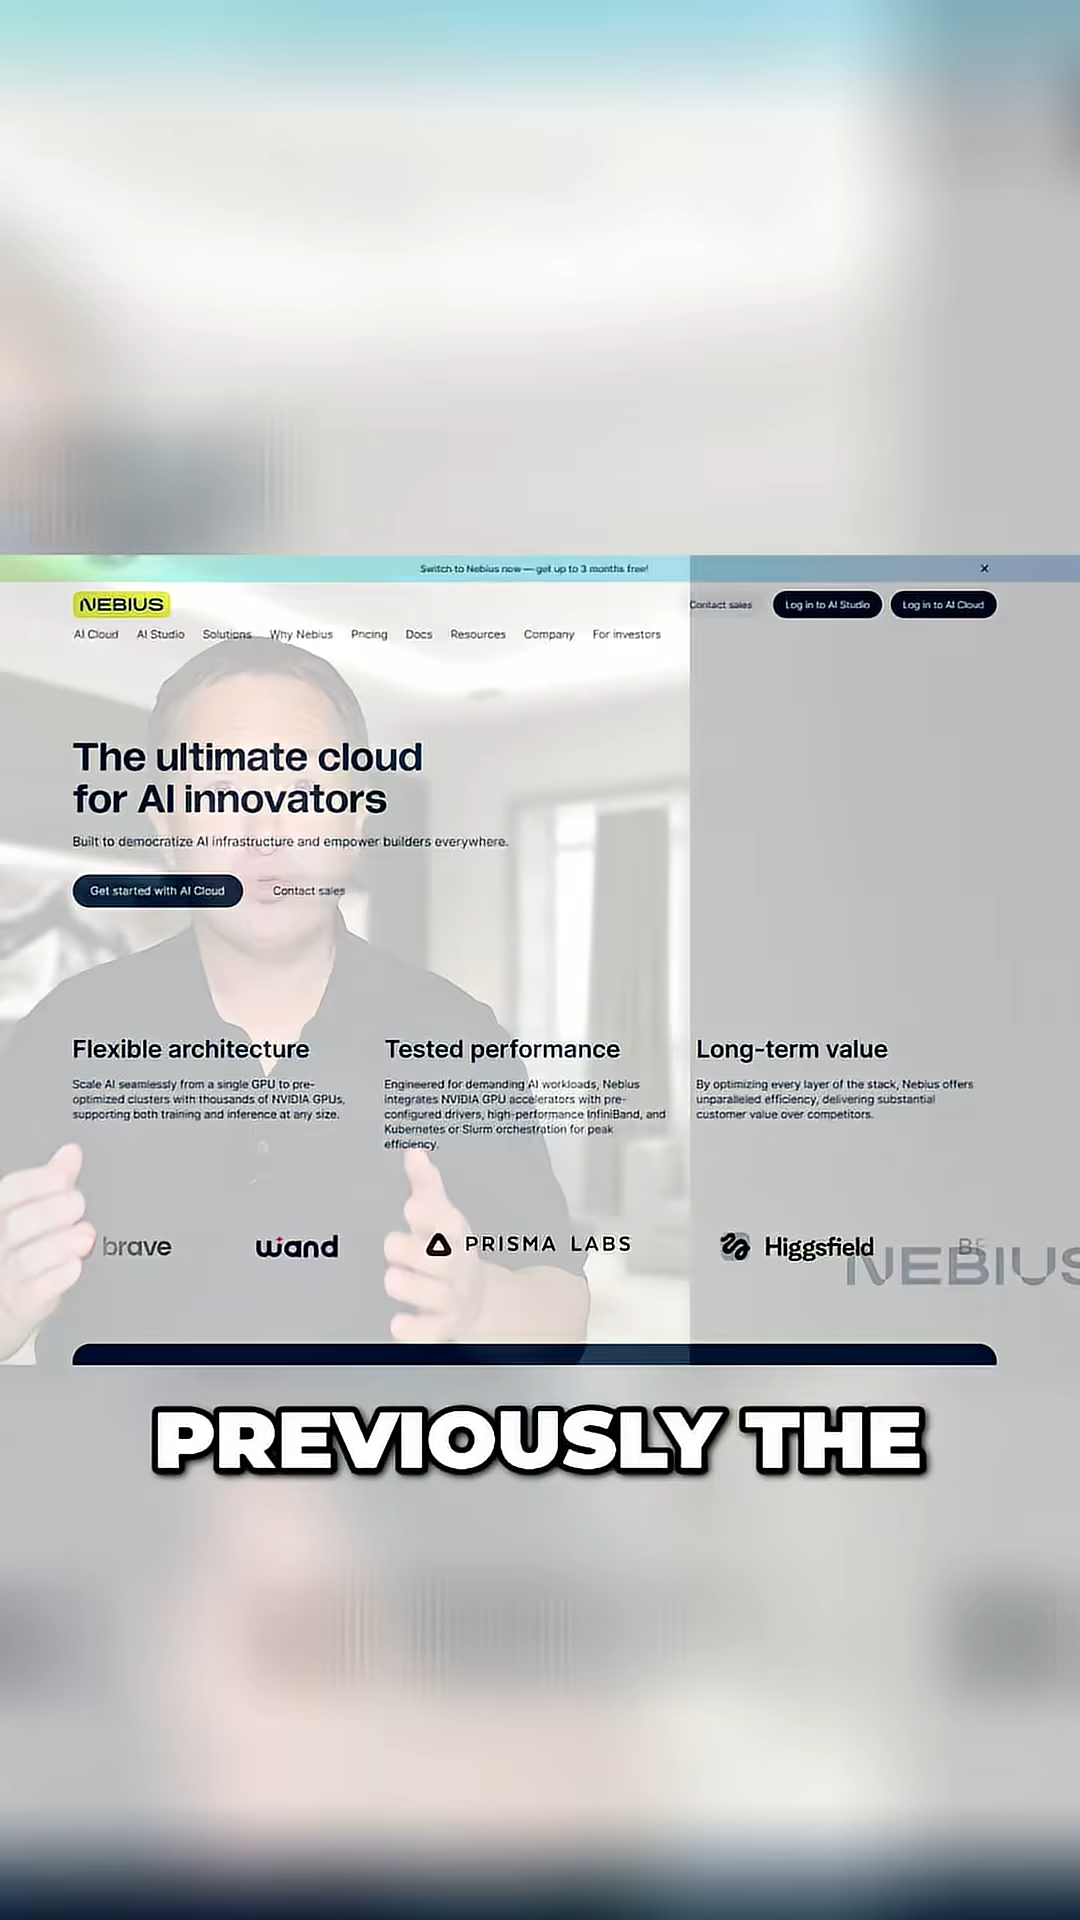 Switch to Nebius now — get up to 3 months free!
×
NEBIUS
Contact sales
Log in to AI Studio
Log in to AI Cloud
AI Cloud
AI Studio
Solutions
Why Nebius
Pricing
Docs
Resources
Company
For investors
The ultimate cloud
for AI innovators
Built to democratize AI infrastructure and empower builders everywhere.
Get started with AI Cloud
Contact sales
Flexible architecture
Scale AI seamlessly from a single GPU to pre-
optimized clusters with thousands of NVIDIA GPUs,
supporting both training and inference at any size.
Tested performance
Engineered for demanding AI workloads, Nebius
integrates NVIDIA GPU accelerators with pre-
configured drivers, high-performance InfiniBand, and
Kubernetes or Slurm orchestration for peak
efficiency.
Long-term value
By optimizing every layer of the stack, Nebius offers
unparalleled efficiency, delivering substantial
customer value over competitors.
brave
wand
PRISMA LABS
Higgsfield
NEBIUS
PREVIOUSLY THE